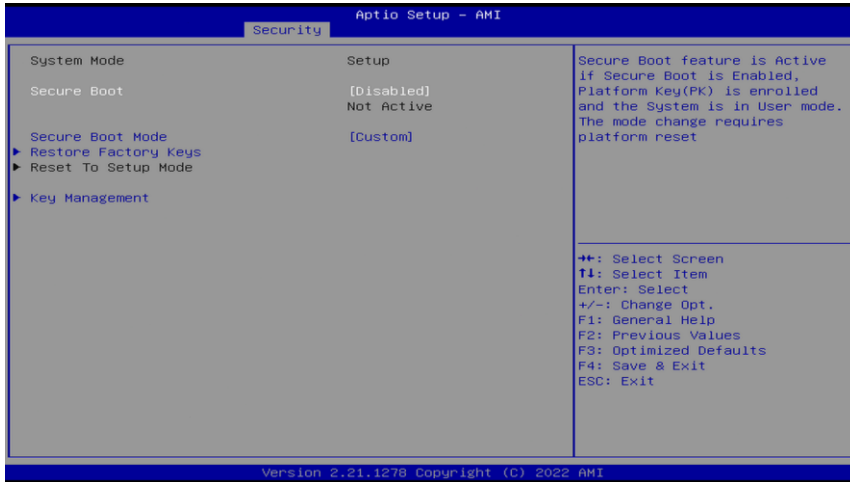 Aptio Setup - AMI
Security
System Mode Setup
Secure Boot [Disabled]
Not Active
Secure Boot Mode [Custom]
▶ Restore Factory Keys
▶ Reset To Setup Mode
▶ Key Management
Secure Boot feature is Active
if Secure Boot is Enabled,
Platform Key(PK) is enrolled
and the System is in User mode.
The mode change requires
platform reset
→←: Select Screen
↑↓: Select Item
Enter: Select
+/-: Change Opt.
F1: General Help
F2: Previous Values
F3: Optimized Defaults
F4: Save & Exit
ESC: Exit
Version 2.21.1278 Copyright (C) 2022 AMI